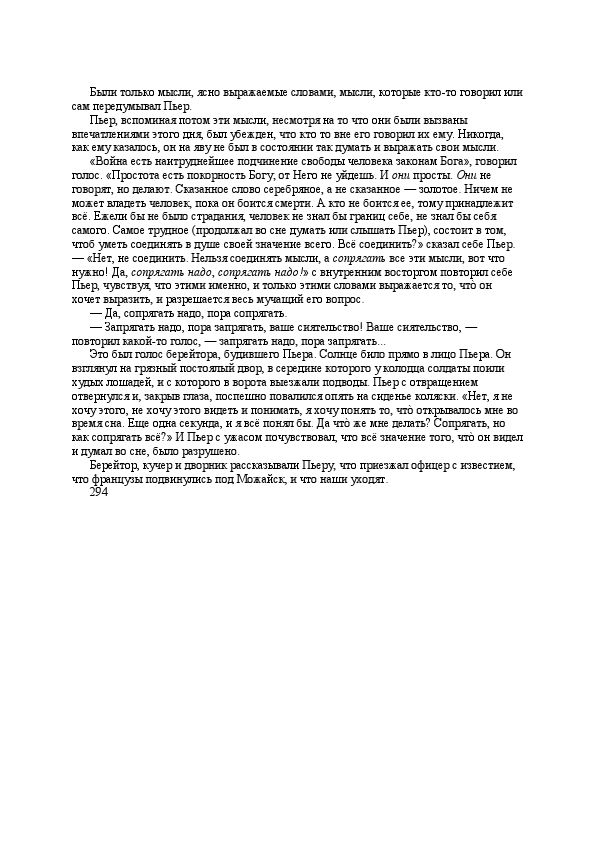 Были только мысли, ясно выражаемые словами, мысли, которые кто-то говорил или
сам передумывал Пьер.
Пьер, вспоминая потом эти мысли, несмотря на то что они были вызваны
впечатлениями этого дня, был убежден, что кто то вне его говорил их ему. Никогда,
как ему казалось, он на яву не был в состоянии так думать и выражать свои мысли.
«Война есть наитруднейшее подчинение свободы человека законам Бога», говорил
голос. «Простота есть покорность Богу; от Него не уйдешь. И они просты. Они не
говорят, но делают. Сказанное слово серебряное, а не сказанное — золотое. Ничем не
может владеть человек, пока он боится смерти. А кто не боится ее, тому принадлежит
всё. Ежели бы не было страдания, человек не знал бы границ себе, не знал бы себя
самого. Самое трудное (продолжал во сне думать или слышать Пьер), состоит в том,
чтоб уметь соединять в душе своей значение всего. Всё соединить?» сказал себе Пьер.
— «Нет, не соединить. Нельзя соединять мысли, а сопрягать все эти мысли, вот что
нужно! Да, сопрягать надо, сопрягать надо!» с внутренним восторгом повторил себе
Пьер, чувствуя, что этими именно, и только этими словами выражается то, что̀ он
хочет выразить, и разрешается весь мучащий его вопрос.
— Да, сопрягать надо, пора сопрягать.
— Запрягать надо, пора запрягать, ваше сиятельство! Ваше сиятельство, —
повторил какой-то голос, — запрягать надо, пора запрягать...
Это был голос берейтора, будившего Пьера. Солнце било прямо в лицо Пьера. Он
взглянул на грязный постоялый двор, в середине которого у колодца солдаты поили
худых лошадей, и с которого в ворота выезжали подводы. Пьер с отвращением
отвернулся и, закрыв глаза, поспешно повалился опять на сиденье коляски. «Нет, я не
хочу этого, не хочу этого видеть и понимать, я хочу понять то, что̀ открывалось мне во
время сна. Еще одна секунда, и я всё понял бы. Да что̀ же мне делать? Сопрягать, но
как сопрягать всё?» И Пьер с ужасом почувствовал, что всё значение того, что̀ он видел
и думал во сне, было разрушено.
Берейтор, кучер и дворник рассказывали Пьеру, что приезжал офицер с известием,
что французы подвинулись под Можайск, и что наши уходят.
294